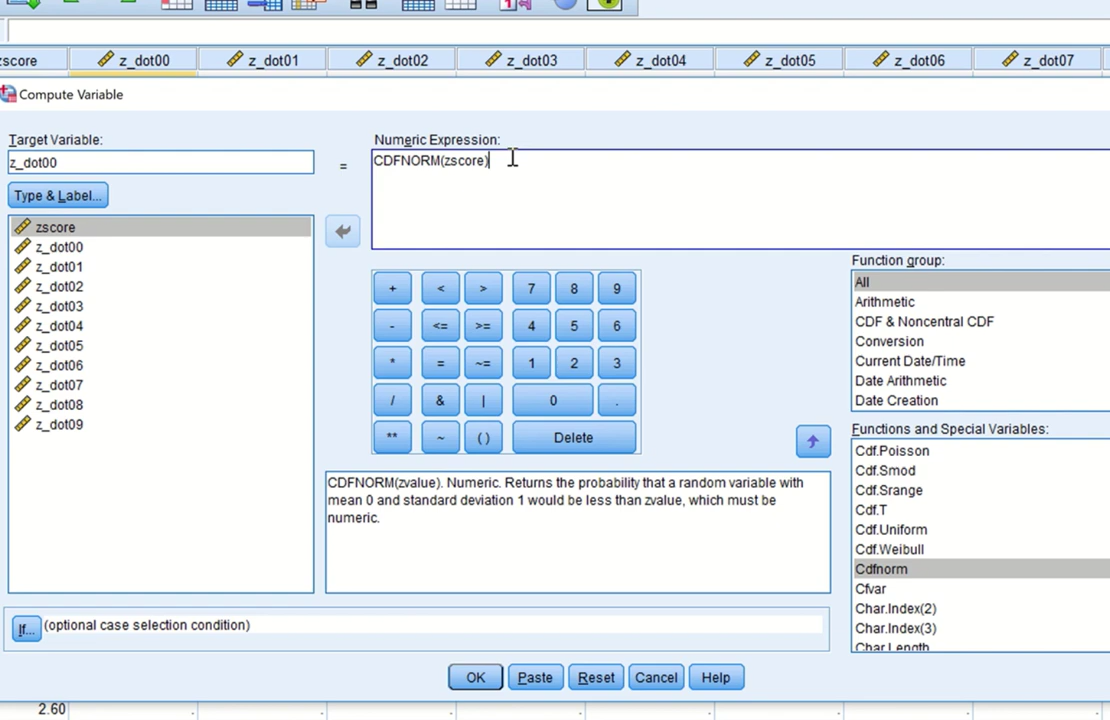 zscore z_dot00 z_dot01 z_dot02 z_dot03 z_dot04 z_dot05 z_dot06 z_dot07
Compute Variable
Target Variable:
z_dot00
=
Numeric Expression:
CDFNORM(zscore)
Type & Label...
zscore
z_dot00
z_dot01
z_dot02
z_dot03
z_dot04
z_dot05
z_dot06
z_dot07
z_dot08
z_dot09
+ < > 7 8 9
- <= >= 4 5 6
* = ~= 1 2 3
/ & | 0 .
** ~ ( ) Delete
CDFNORM(zvalue). Numeric. Returns the probability that a random variable with
mean 0 and standard deviation 1 would be less than zvalue, which must be
numeric.
Function group:
All
Arithmetic
CDF & Noncentral CDF
Conversion
Current Date/Time
Date Arithmetic
Date Creation
Functions and Special Variables:
Cdf.Poisson
Cdf.Smod
Cdf.Srange
Cdf.T
Cdf.Uniform
Cdf.Weibull
Cdfnorm
Cfvar
Char.Index(2)
Char.Index(3)
Char.Length
If... (optional case selection condition)
OK Paste Reset Cancel Help
2.60 . . . . . . . .